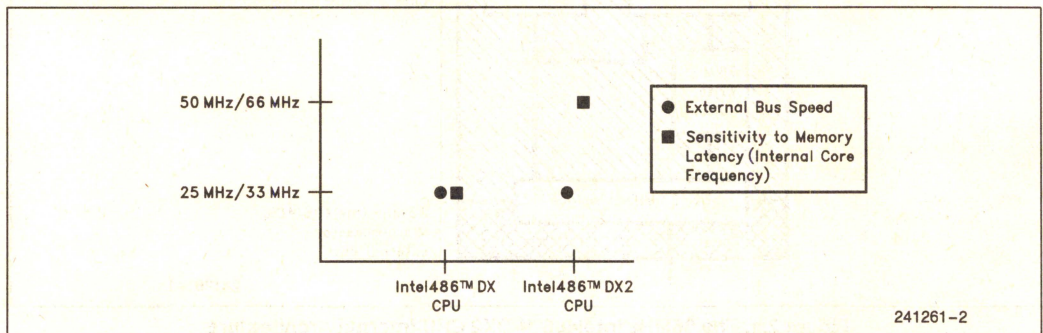 50 MHz/66 MHz
25 MHz/33 MHz
● External Bus Speed
■ Sensitivity to Memory
Latency (Internal Core
Frequency)
Intel486™ DX
CPU
Intel486™ DX2
CPU
241261-2